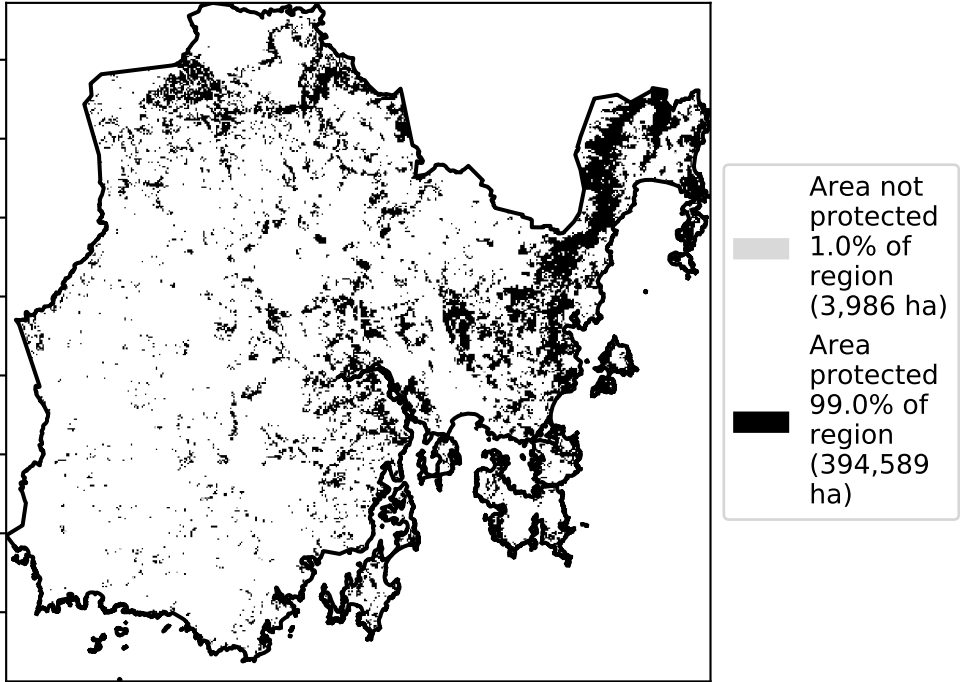 Area not
protected
1.0% of
region
(3,986 ha)
Area
protected
99.0% of
region
(394,589
ha)